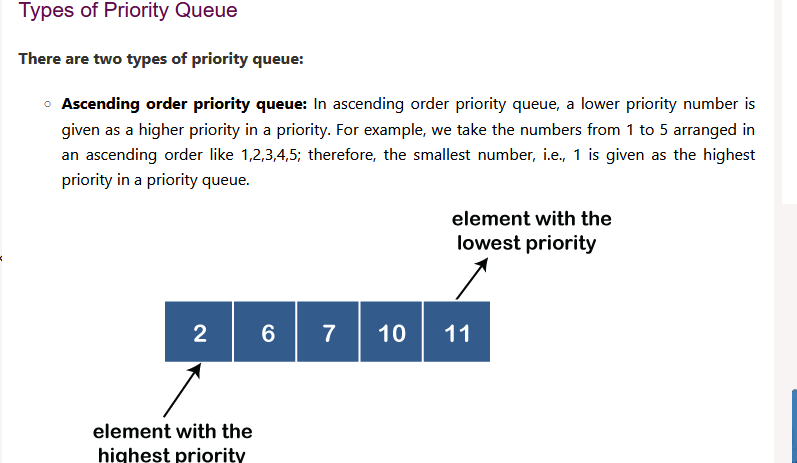 Types of Priority Queue
There are two types of priority queue:
Ascending order priority queue: In ascending order priority queue, a lower priority number is
given as a higher priority in a priority. For example, we take the numbers from 1 to 5 arranged in
an ascending order like 1,2,3,4,5; therefore, the smallest number, i.e., 1 is given as the highest
priority in a priority queue.
element with the
lowest priority
2 6 7 10 11
element with the
highest priority